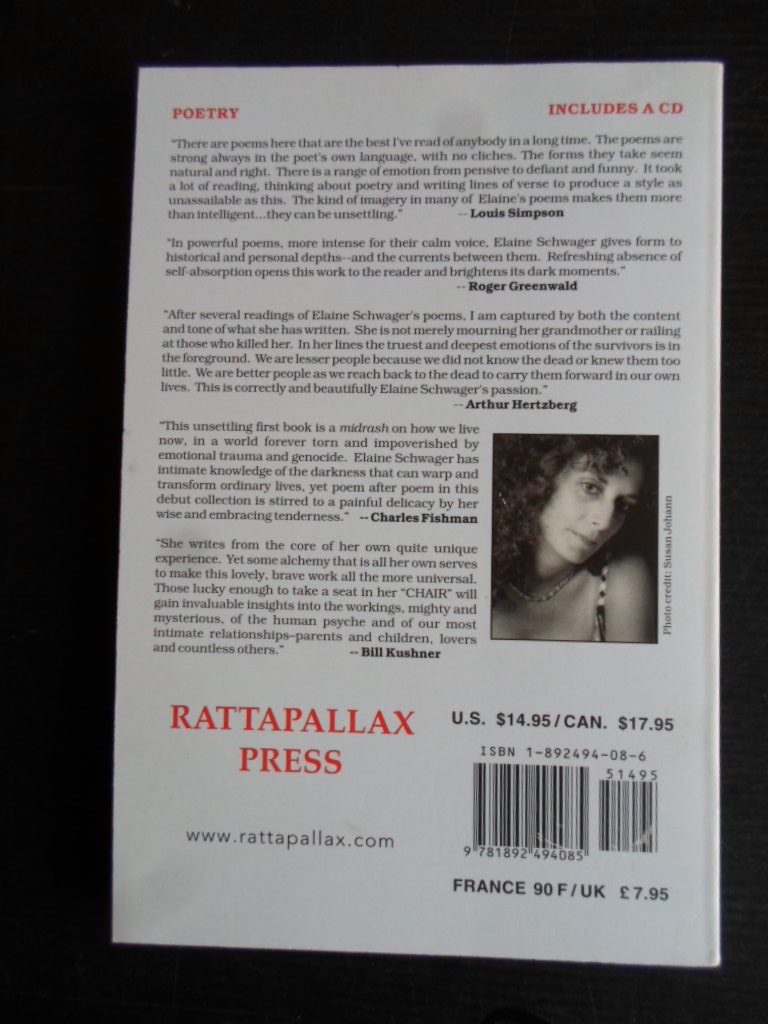 POETRY
INCLUDES A CD
"There are poems here that are the best I've read of anybody in a long time. The poems are
strong always in the poet's own language, with no cliches. The forms they take seem
natural and right. There is a range of emotion from pensive to defiant and funny. It took
a lot of reading, thinking about poetry and writing lines of verse to produce a style as
unassailable as this. The kind of imagery in many of Elaine's poems makes them more
than intelligent...they can be unsettling." -- Louis Simpson
"In powerful poems, more intense for their calm voice, Elaine Schwager gives form to
historical and personal depths--and the currents between them. Refreshing absence of
self-absorption opens this work to the reader and brightens its dark moments."
-- Roger Greenwald
"After several readings of Elaine Schwager's poems, I am captured by both the content
and tone of what she has written. She is not merely mourning her grandmother or railing
at those who killed her. In her lines the truest and deepest emotions of the survivors is in
the foreground. We are lesser people because we did not know the dead or knew them too
little. We are better people as we reach back to the dead to carry them forward in our own
lives. This is correctly and beautifully Elaine Schwager's passion."
-- Arthur Hertzberg
"This unsettling first book is a midrash on how we live
now, in a world forever torn and impoverished by
emotional trauma and genocide. Elaine Schwager has
intimate knowledge of the darkness that can warp and
transform ordinary lives, yet poem after poem in this
debut collection is stirred to a painful delicacy by her
wise and embracing tenderness." -- Charles Fishman
"She writes from the core of her own quite unique
experience. Yet some alchemy that is all her own serves
to make this lovely, brave work all the more universal.
Those lucky enough to take a seat in her "CHAIR" will
gain invaluable insights into the workings, mighty and
mysterious, of the human psyche and of our most
intimate relationships--parents and children, lovers
and countless others." -- Bill Kushner
Photo credit: Susan Johann
RATTAPALLAX
PRESS
www.rattapallax.com
U.S. $14.95/CAN. $17.95
ISBN 1-892494-08-6
51495
9 781892 494085
FRANCE 90 F/UK £7.95